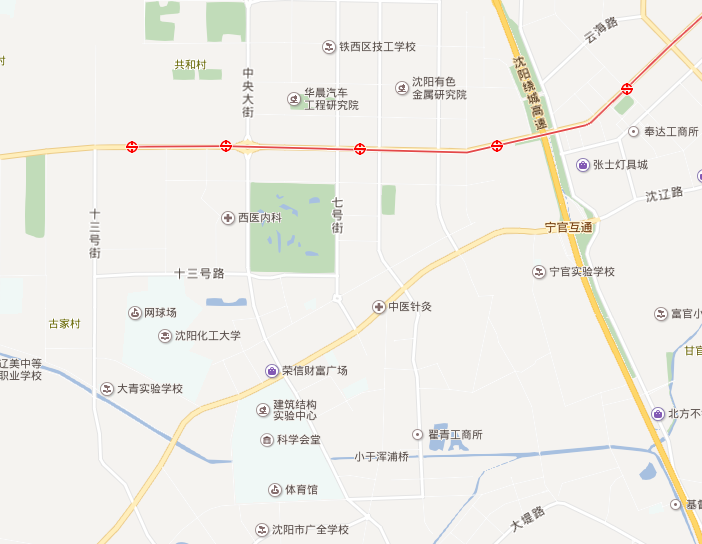 云海路
铁西区技工学校
村
共和村
沈阳绕城高速
中央大街
沈阳有色
金属研究院
华晨汽车
工程研究院
奉达工商所
张士灯具城
沈辽路
七号街
十三号街
西医内科
宁官互通
十三号路
宁官实验学校
中医针灸
网球场
富官小
古家村
沈阳化工大学
甘官
辽美中等
职业学校
荣信财富广场
大青实验学校
建筑结构
实验中心
北方不
翟青工商所
科学会堂
小于浑浦桥
体育馆
基督
大堤路
沈阳市广全学校